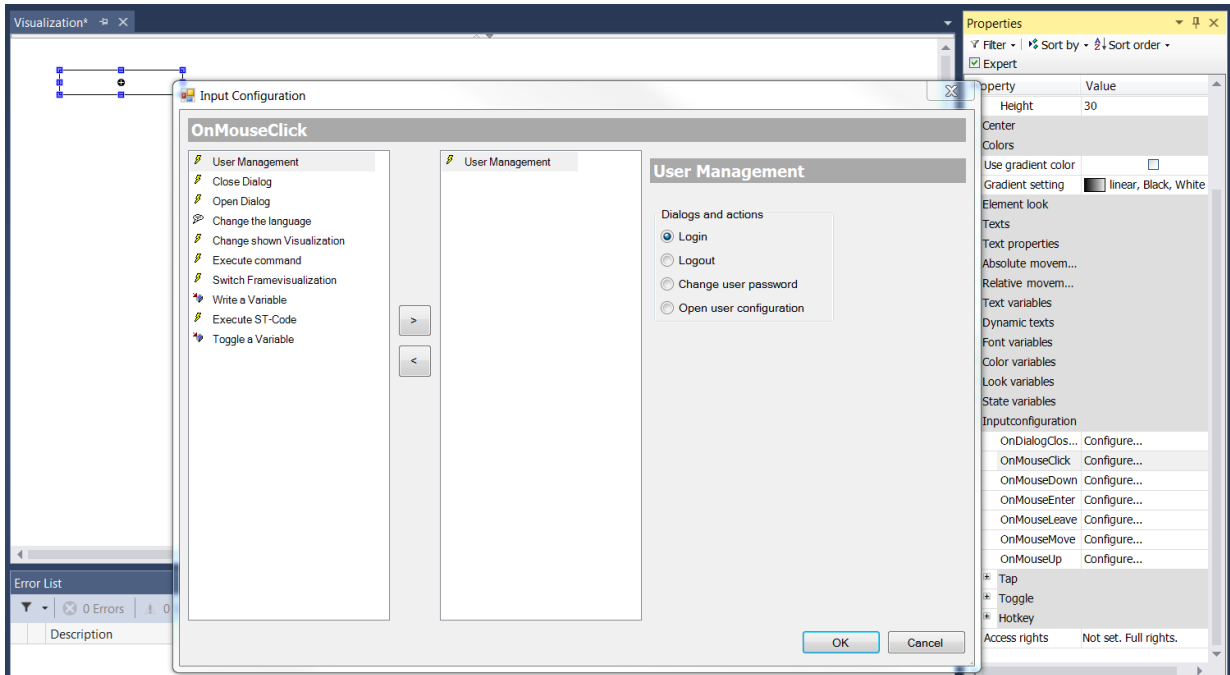 Visualization*
Input Configuration
OnMouseClick
User Management
Close Dialog
Open Dialog
Change the language
Change shown Visualization
Execute command
Switch Framevisualization
Write a Variable
Execute ST-Code
Toggle a Variable
>
<
User Management
User Management
Dialogs and actions
Login
Logout
Change user password
Open user configuration
OK Cancel
Error List
0 Errors 0
Description
Properties
Filter Sort by Sort order
Expert
operty Value
Height 30
Center
Colors
Use gradient color
Gradient setting linear, Black, White
Element look
Texts
Text properties
Absolute movem...
Relative movem...
Text variables
Dynamic texts
Font variables
Color variables
Look variables
State variables
Inputconfiguration
OnDialogClos... Configure...
OnMouseClick Configure...
OnMouseDown Configure...
OnMouseEnter Configure...
OnMouseLeave Configure...
OnMouseMove Configure...
OnMouseUp Configure...
Tap
Toggle
Hotkey
Access rights Not set. Full rights.